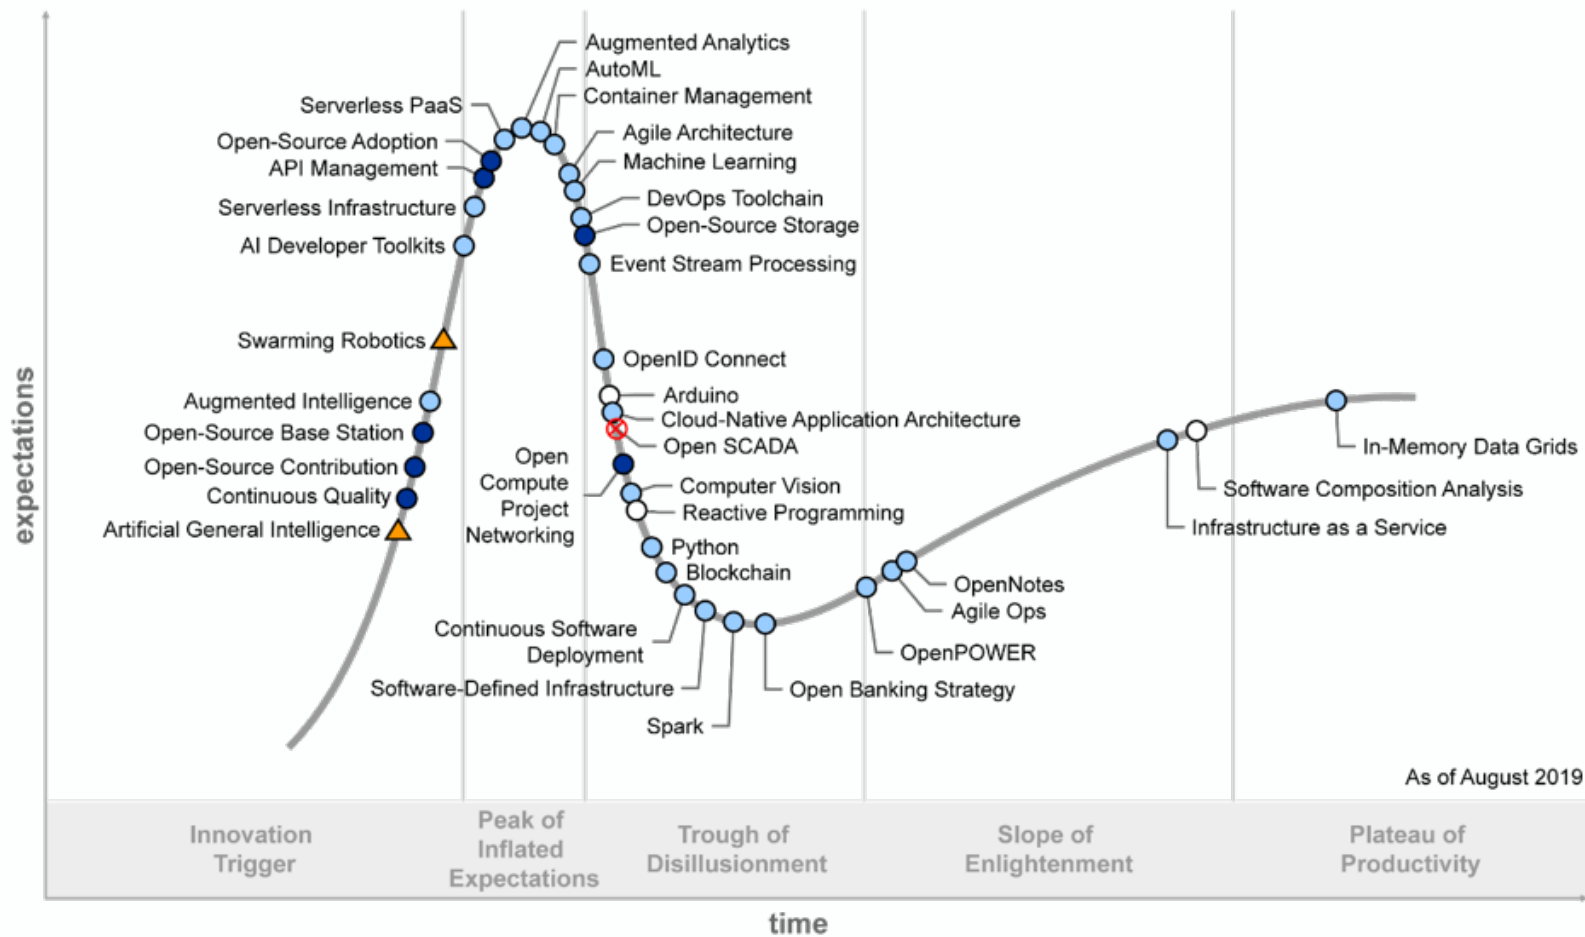 Augmented Analytics
AutoML
Container Management
Serverless PaaS
Open-Source Adoption
API Management
Agile Architecture
Machine Learning
Serverless Infrastructure
DevOps Toolchain
Open-Source Storage
AI Developer Toolkits
Event Stream Processing
Swarming Robotics
OpenID Connect
Augmented Intelligence
Arduino
Cloud-Native Application Architecture
Open-Source Base Station
Open SCADA
Open-Source Contribution
Continuous Quality
Artificial General Intelligence
Open
Compute
Project
Networking
Computer Vision
Reactive Programming
Python
Blockchain
Continuous Software
Deployment
Software-Defined Infrastructure
Spark
Open Banking Strategy
OpenPOWER
Agile Ops
OpenNotes
Infrastructure as a Service
Software Composition Analysis
In-Memory Data Grids
As of August 2019
expectations
Innovation
Trigger
Peak of
Inflated
Expectations
Trough of
Disillusionment
Slope of
Enlightenment
Plateau of
Productivity
time